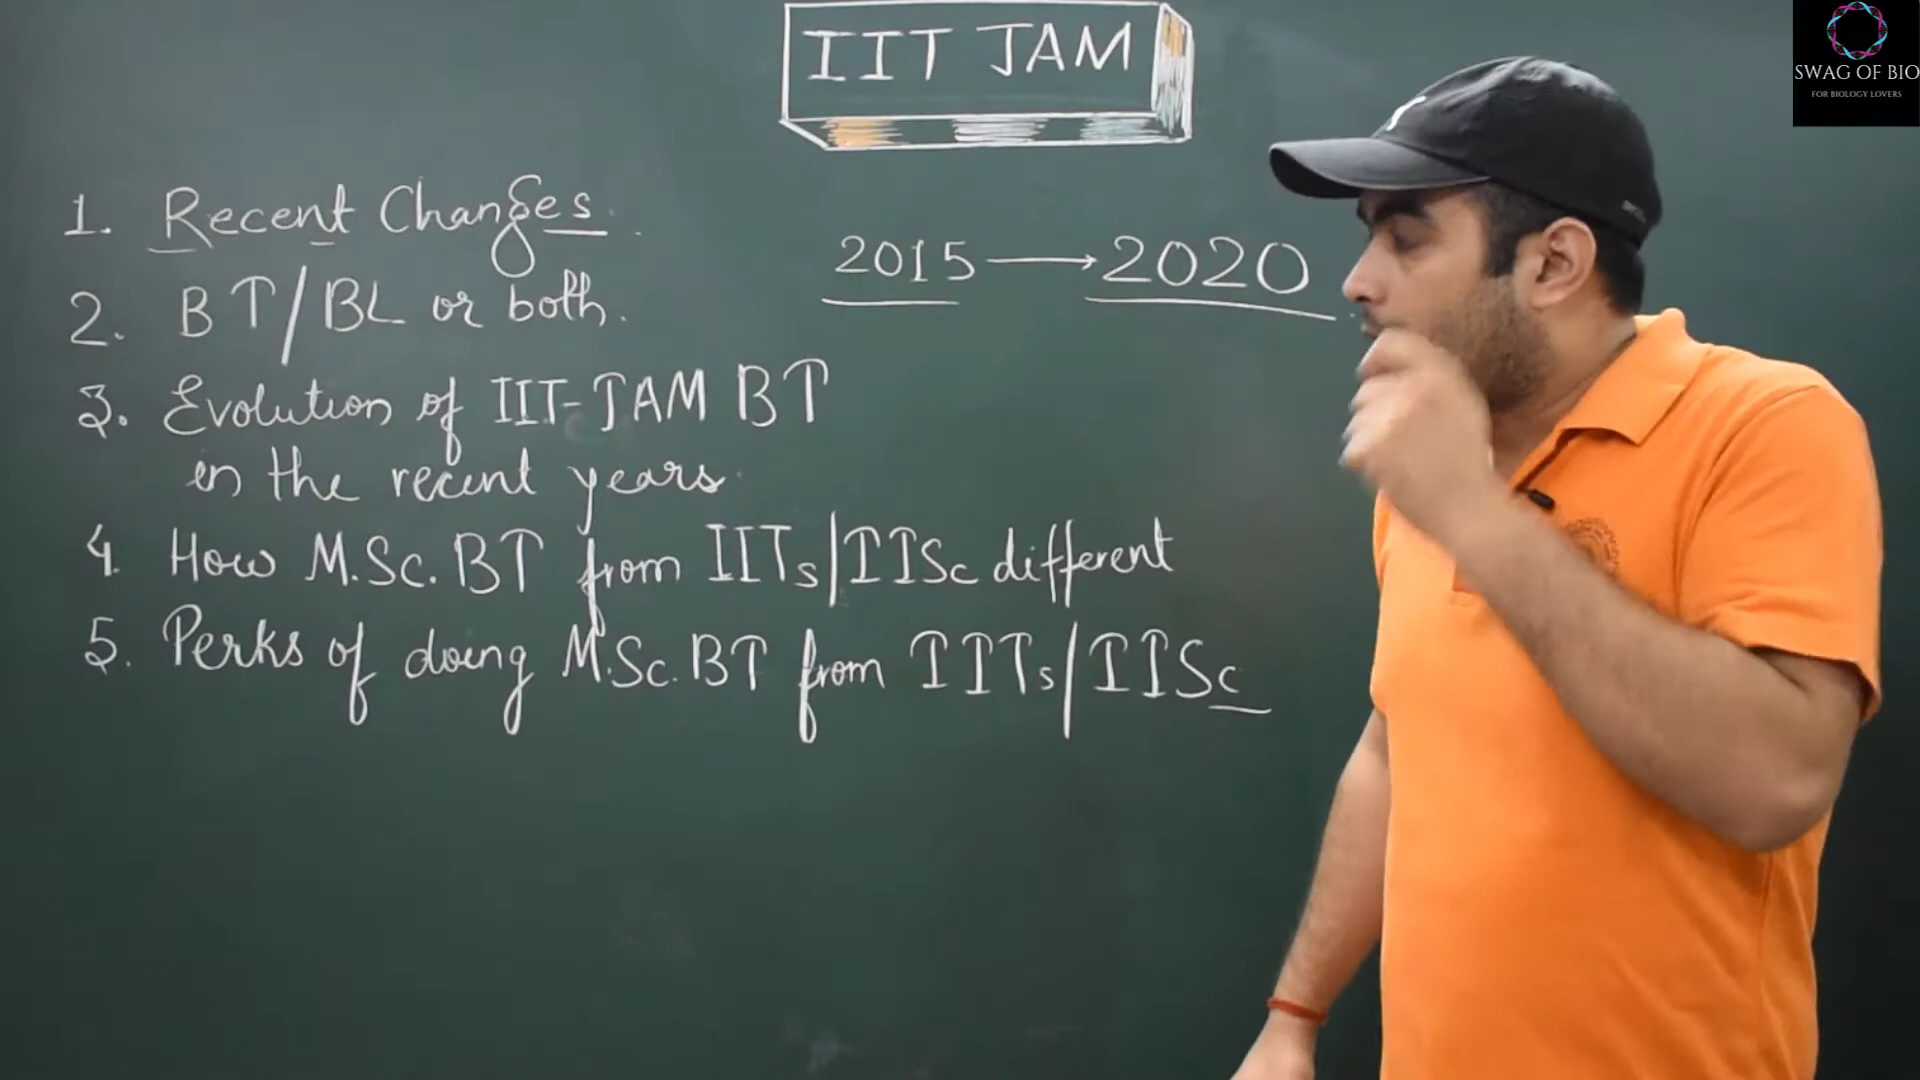 IIT JAM
SWAG OF BIO
FOR BIOLOGY LOVERS
1. Recent Changes.
2015 → 2020
2. BT/BL or both.
3. Evolution of IIT-JAM BT
in the recent years.
4. How M.Sc. BT from IITs/IISc different
5. Perks of doing M.Sc. BT from IITs/IISc